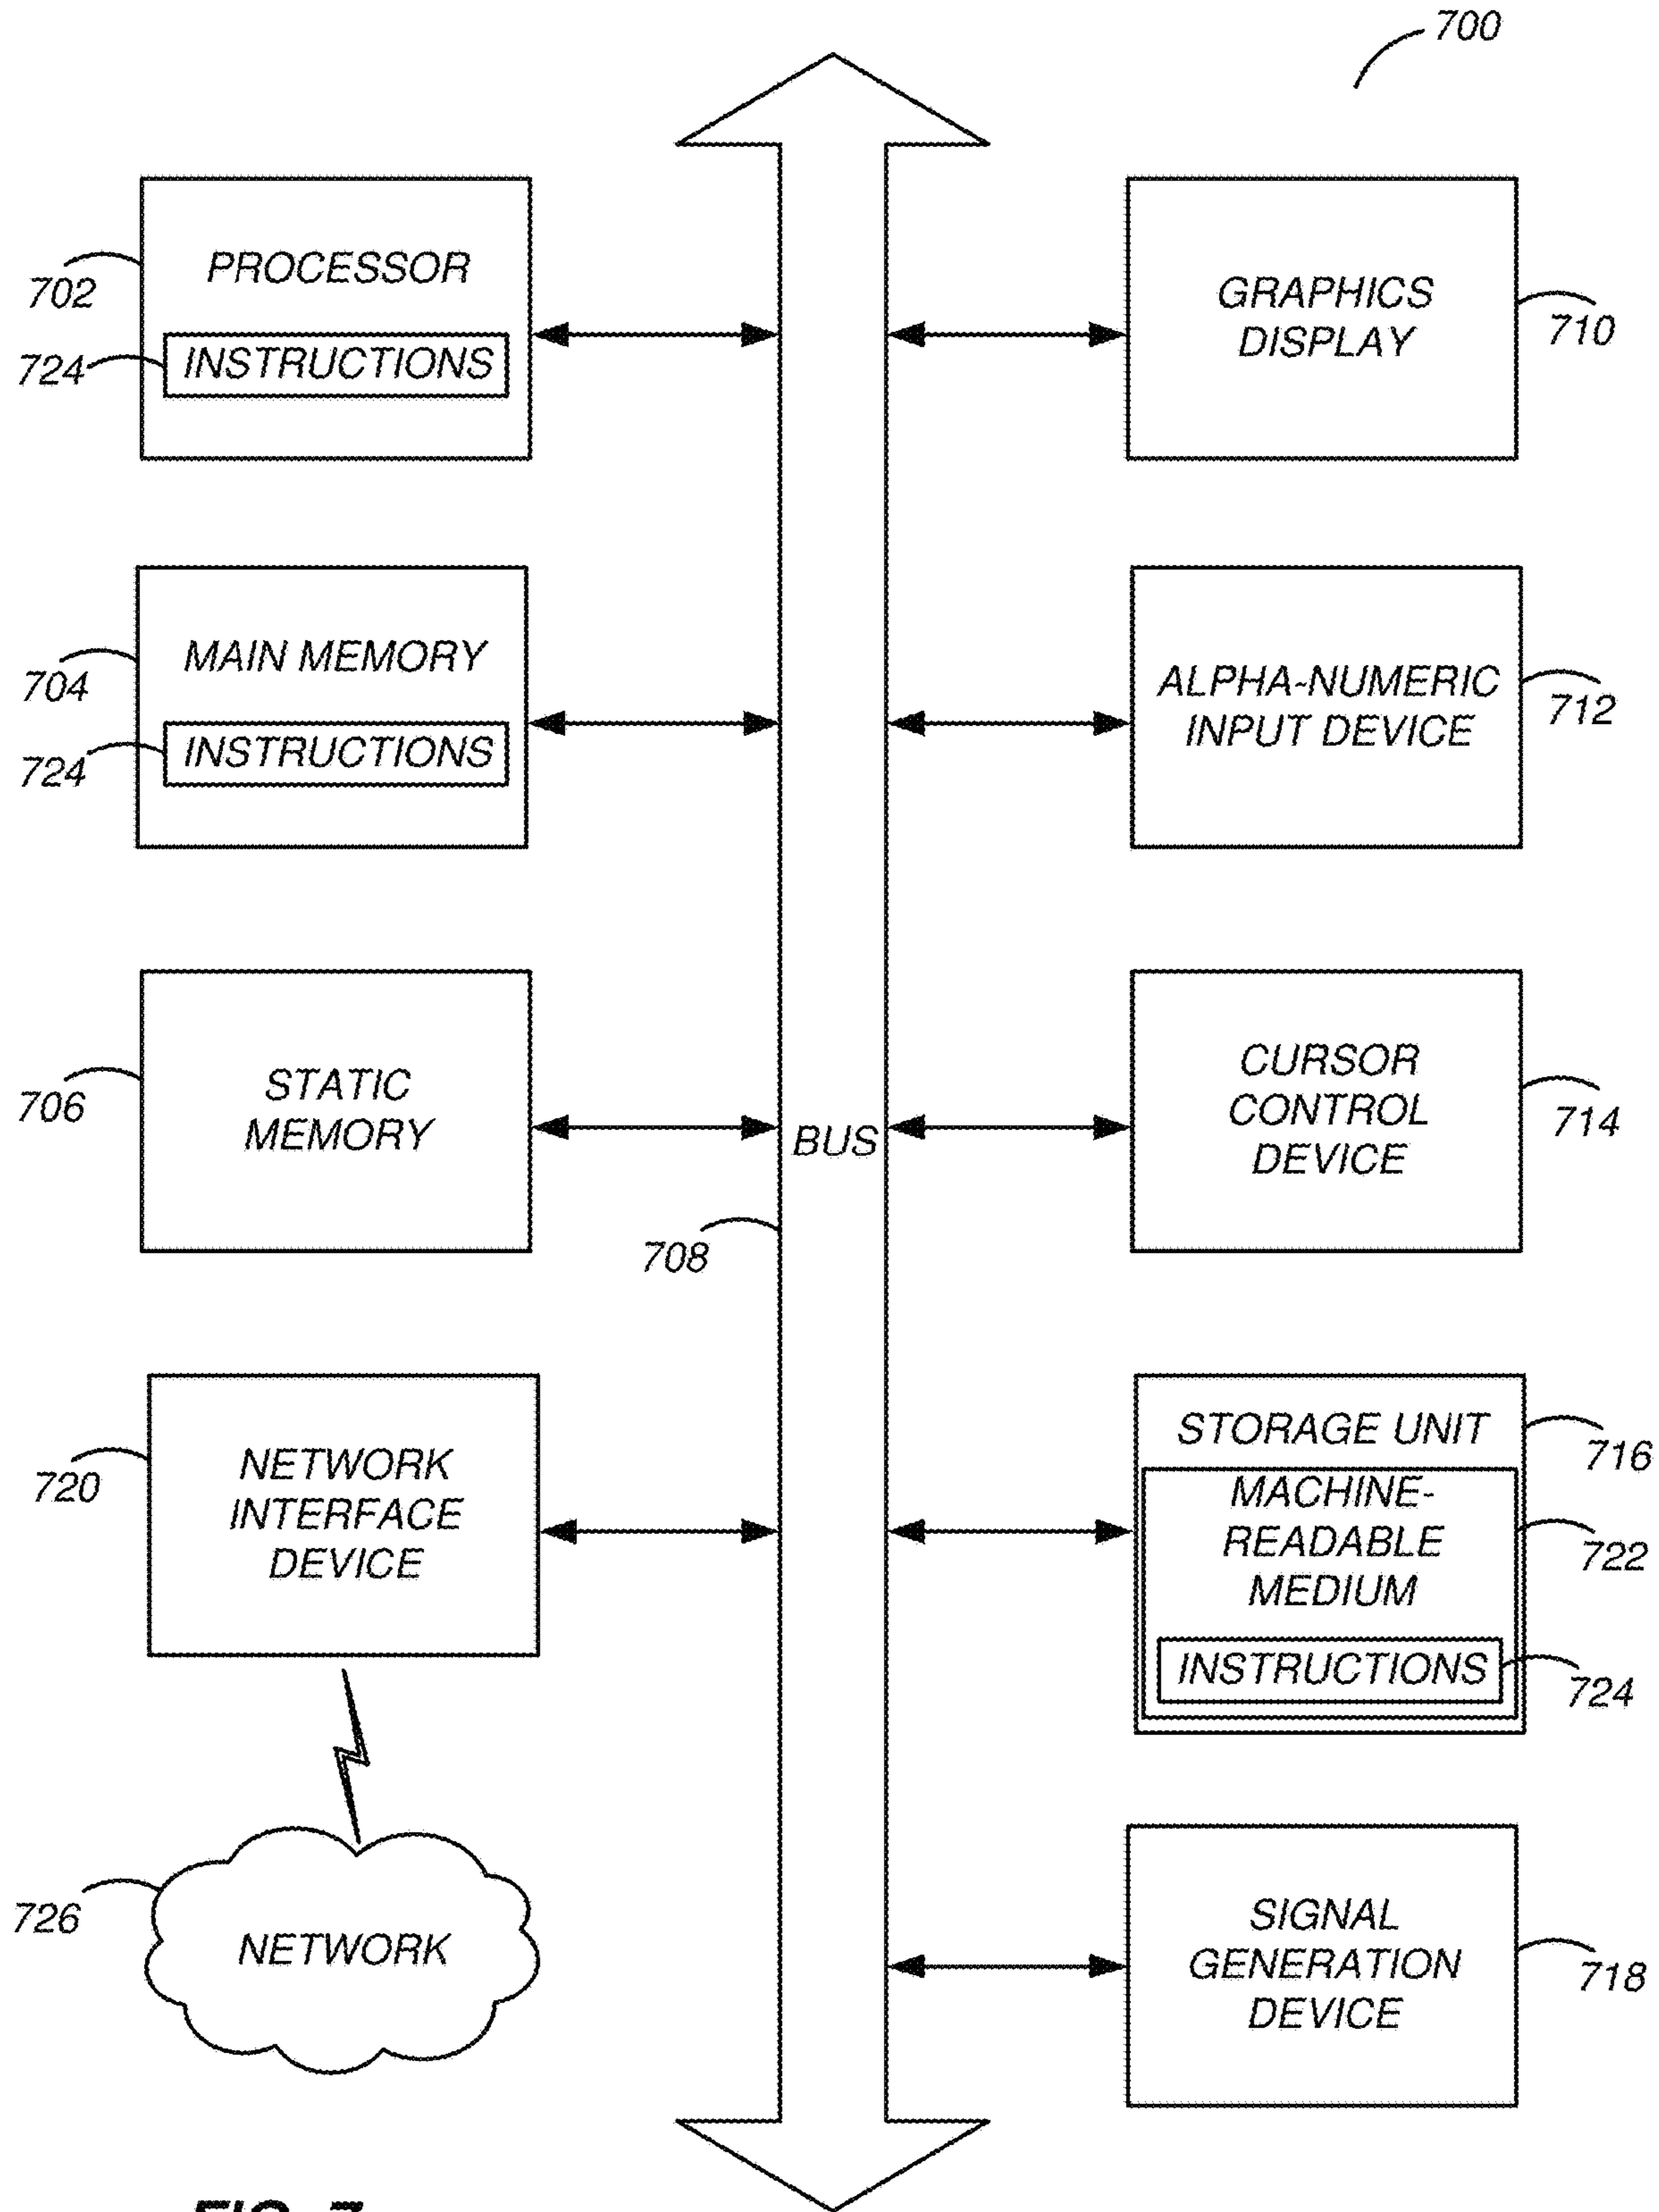 700
PROCESSOR
702
724
INSTRUCTIONS
GRAPHICS
DISPLAY
710
MAIN MEMORY
704
724
INSTRUCTIONS
ALPHA-NUMERIC
INPUT DEVICE
712
STATIC
MEMORY
706
BUS
708
CURSOR
CONTROL
DEVICE
714
NETWORK
INTERFACE
DEVICE
720
STORAGE UNIT
716
MACHINE-
READABLE
MEDIUM
722
INSTRUCTIONS
724
726
NETWORK
SIGNAL
GENERATION
DEVICE
718
FIG. 7